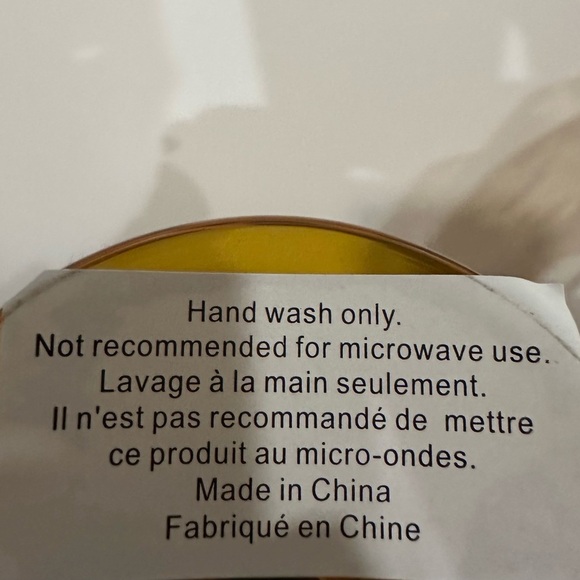 Hand wash only.
Not recommended for microwave use.
Lavage à la main seulement.
Il n'est pas recommandé de mettre
ce produit au micro-ondes.
Made in China
Fabriqué en Chine